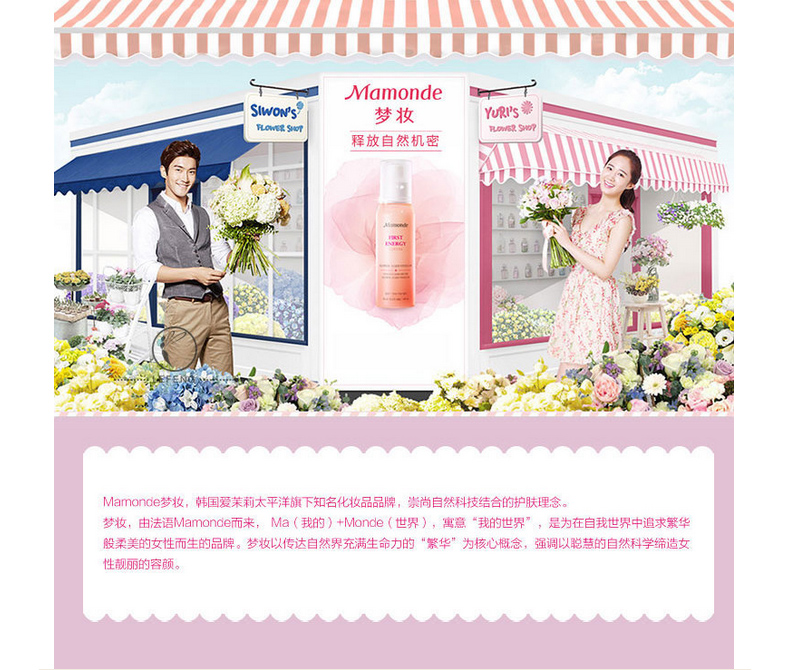 Mamonde
梦妆
释放自然机密
SIWON'S
FLOWER SHOP
YURI'S
FLOWER SHOP
Mamonde
FIRST
ENERGY
Mamonde梦妆，韩国爱茉莉太平洋旗下知名化妆品品牌，崇尚自然科技结合的护肤理念。
梦妆，由法语Mamonde而来， Ma（我的）+Monde（世界），寓意“我的世界”，是为在自我世界中追求繁华
般柔美的女性而生的品牌。梦妆以传达自然界充满生命力的“繁华”为核心概念，强调以聪慧的自然科学缔造女
性靓丽的容颜。